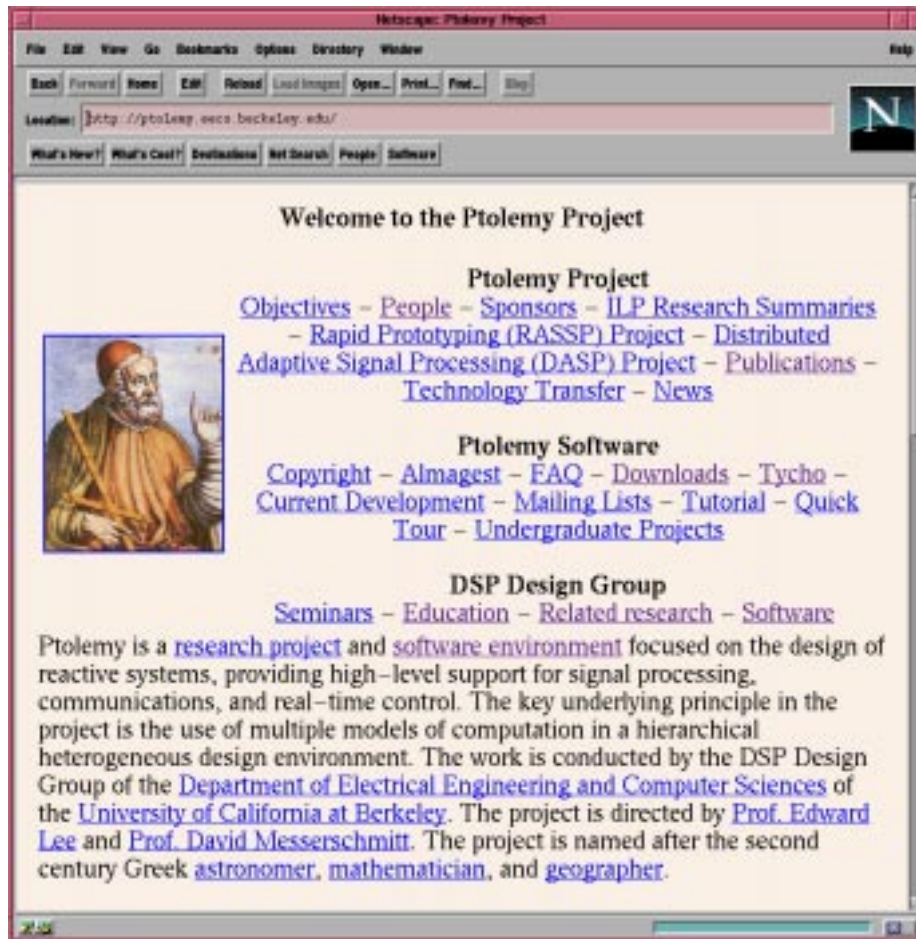 Netscape: Ptolemy Project
File Edit View Go Bookmarks Options Directory Window Help
Back Forward Home Edit Reload Load Images Open... Print... Find... Stop
Location: http://ptolemy.eecs.berkeley.edu/
N
What's New? What's Cool? Destinations Net Search People Software
Welcome to the Ptolemy Project
Ptolemy Project
Objectives – People – Sponsors – ILP Research Summaries
– Rapid Prototyping (RASSP) Project – Distributed
Adaptive Signal Processing (DASP) Project – Publications –
Technology Transfer – News
Ptolemy Software
Copyright – Almagest – FAQ – Downloads – Tycho –
Current Development – Mailing Lists – Tutorial – Quick
Tour – Undergraduate Projects
DSP Design Group
Seminars – Education – Related research – Software
Ptolemy is a research project and software environment focused on the design of
reactive systems, providing high–level support for signal processing,
communications, and real–time control. The key underlying principle in the
project is the use of multiple models of computation in a hierarchical
heterogeneous design environment. The work is conducted by the DSP Design
Group of the Department of Electrical Engineering and Computer Sciences of
the University of California at Berkeley. The project is directed by Prof. Edward
Lee and Prof. David Messerschmitt. The project is named after the second
century Greek astronomer, mathematician, and geographer.